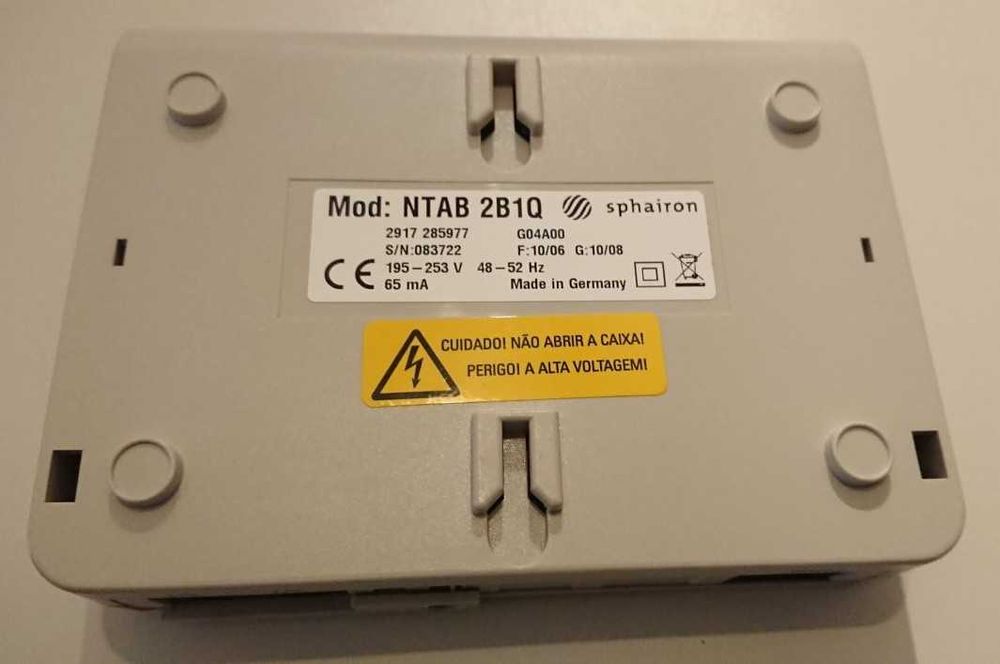 Mod: NTAB 2B1Q sphairon
2917 285977 G04A00
S/N:083722 F:10/06 G:10/08
CE 195-253 V 48-52 Hz
65 mA Made in Germany
CUIDADO! NÃO ABRIR A CAIXA!
PERIGO! A ALTA VOLTAGEM!